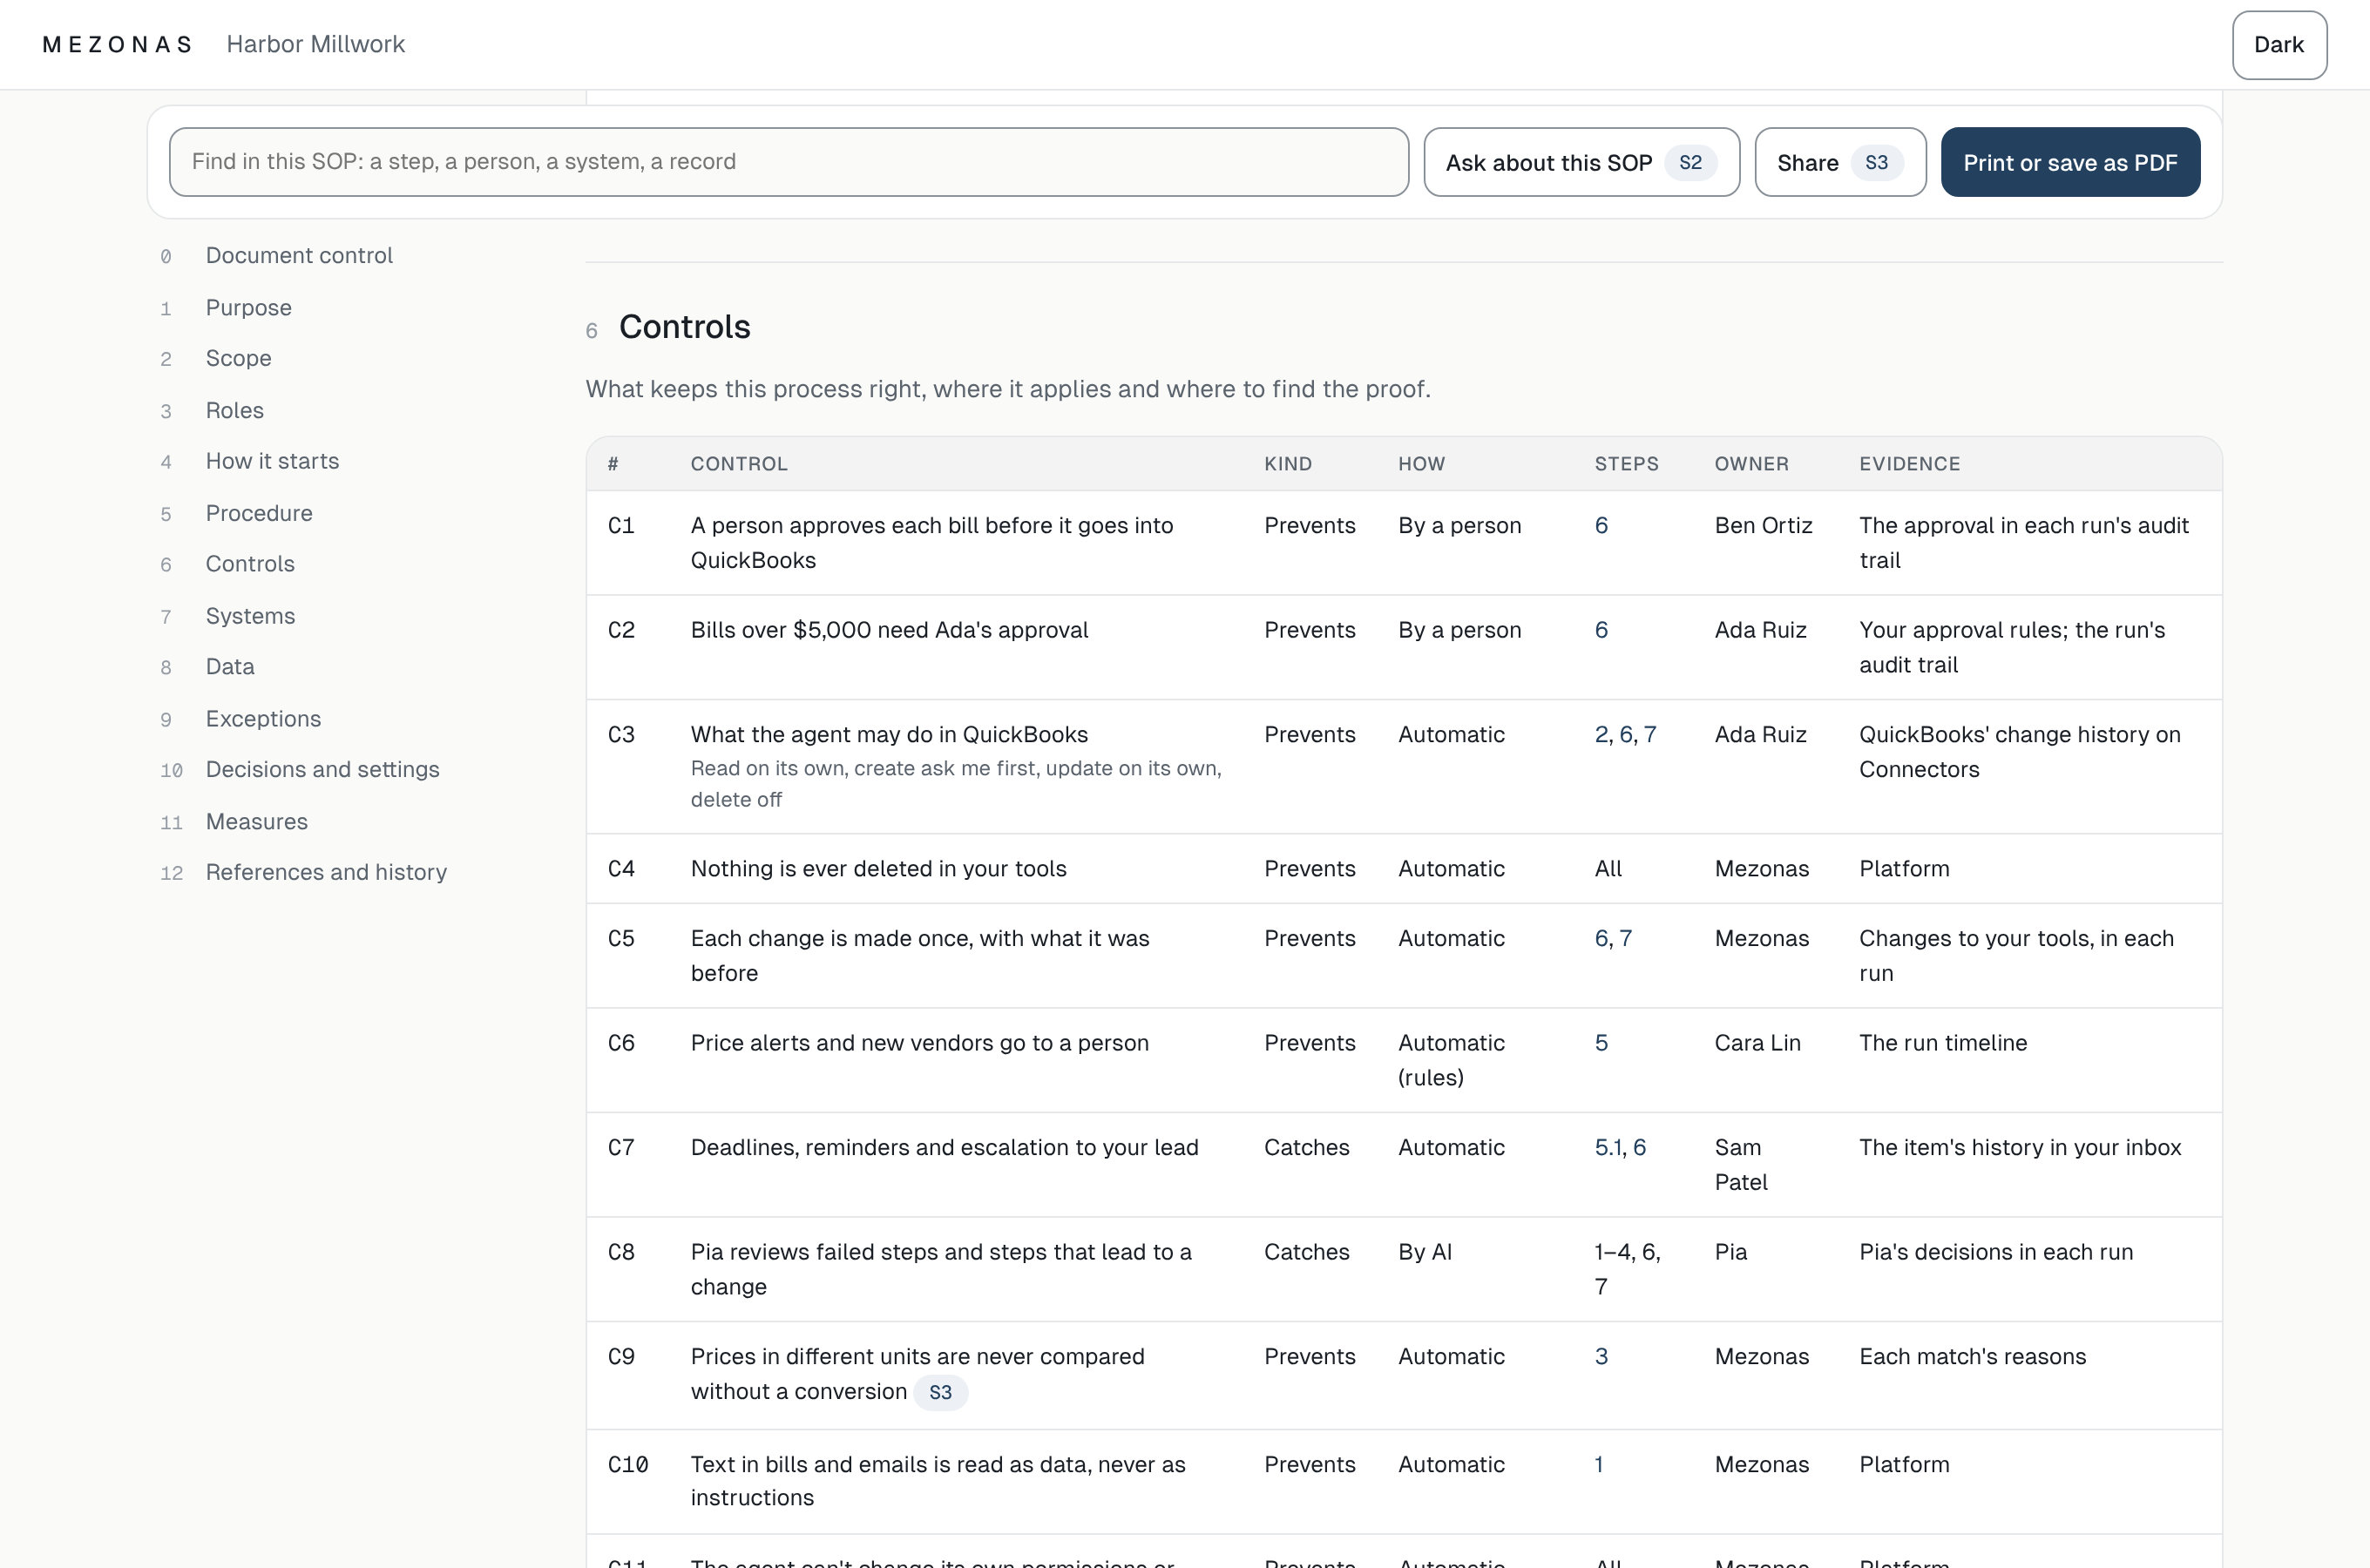 MEZONAS Harbor Millwork Dark
Find in this SOP: a step, a person, a system, a record Ask about this SOP S2 Share S3 Print or save as PDF
0 Document control
1 Purpose
2 Scope
3 Roles
4 How it starts
5 Procedure
6 Controls
7 Systems
8 Data
9 Exceptions
10 Decisions and settings
11 Measures
12 References and history
6 Controls
What keeps this process right, where it applies and where to find the proof.
# CONTROL KIND HOW STEPS OWNER EVIDENCE
C1 A person approves each bill before it goes into Prevents By a person 6 Ben Ortiz The approval in each run's audit
QuickBooks trail
C2 Bills over $5,000 need Ada's approval Prevents By a person 6 Ada Ruiz Your approval rules; the run's
audit trail
C3 What the agent may do in QuickBooks Prevents Automatic 2, 6, 7 Ada Ruiz QuickBooks' change history on
Read on its own, create ask me first, update on its own, Connectors
delete off
C4 Nothing is ever deleted in your tools Prevents Automatic All Mezonas Platform
C5 Each change is made once, with what it was Prevents Automatic 6, 7 Mezonas Changes to your tools, in each
before run
C6 Price alerts and new vendors go to a person Prevents Automatic 5 Cara Lin The run timeline
(rules)
C7 Deadlines, reminders and escalation to your lead Catches Automatic 5.1, 6 Sam The item's history in your inbox
Patel
C8 Pia reviews failed steps and steps that lead to a Catches By AI 1–4, 6, Pia Pia's decisions in each run
change 7
C9 Prices in different units are never compared Prevents Automatic 3 Mezonas Each match's reasons
without a conversion S3
C10 Text in bills and emails is read as data, never as Prevents Automatic 1 Mezonas Platform
instructions
C11 The agent can't change its own permissions or Prevents Automatic All Mezonas Platform